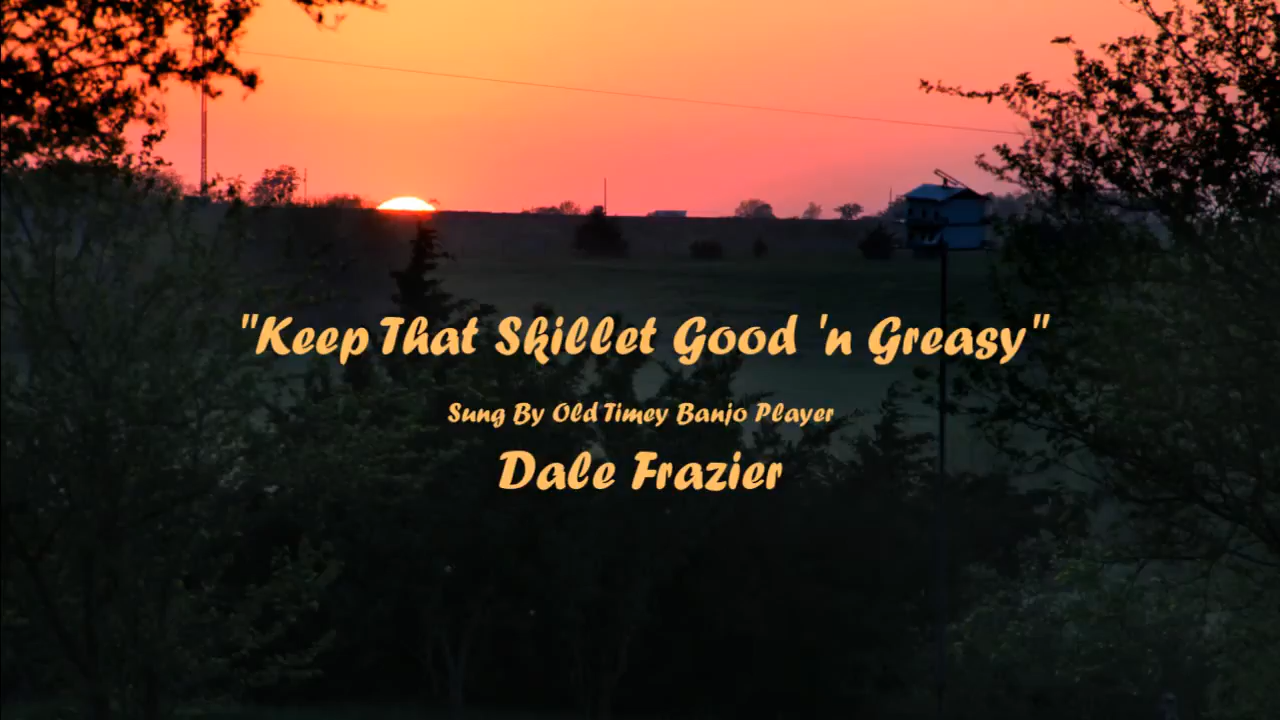 "Keep That Skillet Good 'n Greasy"
Sung By Old Timey Banjo Player
Dale Frazier